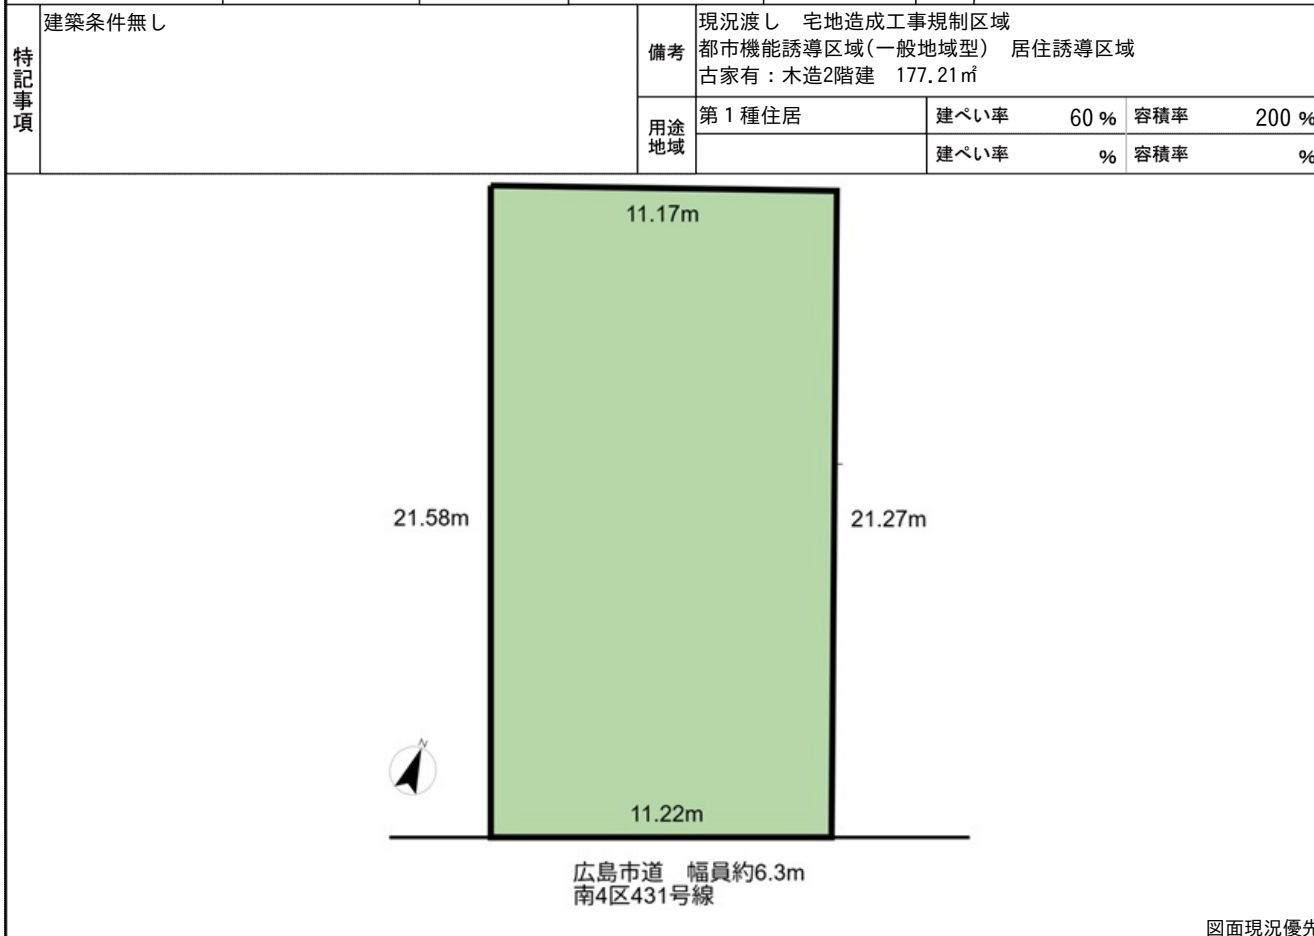 特記事項
建築条件無し
備考
現況渡し　宅地造成工事規制区域
都市機能誘導区域(一般地域型)　居住誘導区域
古家有：木造2階建　177.21㎡
用途
地域
第１種住居
建ぺい率 60 % 容積率 200 %
建ぺい率 % 容積率 %
11.17m
21.58m
21.27m
N
11.22m
広島市道　幅員約6.3m
南4区431号線
図面現況優先